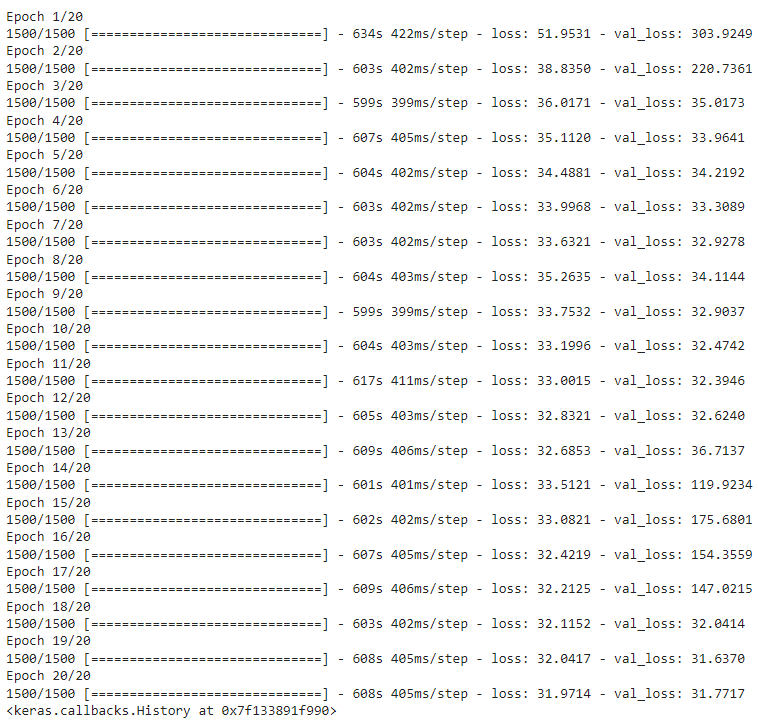 Epoch 1/20
1500/1500 [==============================] - 634s 422ms/step - loss: 51.9531 - val_loss: 303.9249
Epoch 2/20
1500/1500 [==============================] - 603s 402ms/step - loss: 38.8350 - val_loss: 220.7361
Epoch 3/20
1500/1500 [==============================] - 599s 399ms/step - loss: 36.0171 - val_loss: 35.0173
Epoch 4/20
1500/1500 [==============================] - 607s 405ms/step - loss: 35.1120 - val_loss: 33.9641
Epoch 5/20
1500/1500 [==============================] - 604s 402ms/step - loss: 34.4881 - val_loss: 34.2192
Epoch 6/20
1500/1500 [==============================] - 603s 402ms/step - loss: 33.9968 - val_loss: 33.3089
Epoch 7/20
1500/1500 [==============================] - 603s 402ms/step - loss: 33.6321 - val_loss: 32.9278
Epoch 8/20
1500/1500 [==============================] - 604s 403ms/step - loss: 35.2635 - val_loss: 34.1144
Epoch 9/20
1500/1500 [==============================] - 599s 399ms/step - loss: 33.7532 - val_loss: 32.9037
Epoch 10/20
1500/1500 [==============================] - 604s 403ms/step - loss: 33.1996 - val_loss: 32.4742
Epoch 11/20
1500/1500 [==============================] - 617s 411ms/step - loss: 33.0015 - val_loss: 32.3946
Epoch 12/20
1500/1500 [==============================] - 605s 403ms/step - loss: 32.8321 - val_loss: 32.6240
Epoch 13/20
1500/1500 [==============================] - 609s 406ms/step - loss: 32.6853 - val_loss: 36.7137
Epoch 14/20
1500/1500 [==============================] - 601s 401ms/step - loss: 33.5121 - val_loss: 119.9234
Epoch 15/20
1500/1500 [==============================] - 602s 402ms/step - loss: 33.0821 - val_loss: 175.6801
Epoch 16/20
1500/1500 [==============================] - 607s 405ms/step - loss: 32.4219 - val_loss: 154.3559
Epoch 17/20
1500/1500 [==============================] - 609s 406ms/step - loss: 32.2125 - val_loss: 147.0215
Epoch 18/20
1500/1500 [==============================] - 603s 402ms/step - loss: 32.1152 - val_loss: 32.0414
Epoch 19/20
1500/1500 [==============================] - 608s 405ms/step - loss: 32.0417 - val_loss: 31.6370
Epoch 20/20
1500/1500 [==============================] - 608s 405ms/step - loss: 31.9714 - val_loss: 31.7717
<keras.callbacks.History at 0x7f133891f990>